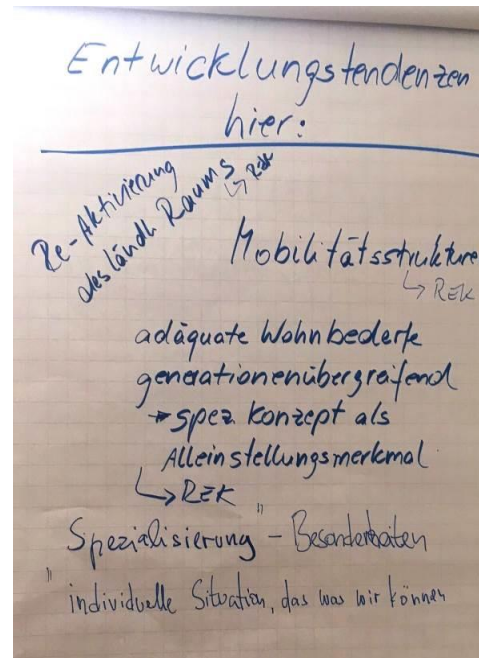 Entwicklungstendenzen
hier:
Re-Aktivierung
des ländl Raums
↳ REK
Mobilitätsstrukture
↳ REK
adäquate Wohnbederfe
generationenübergreifend
→ spez. Konzept als
Alleinstellungsmerkmal
↳ REK
Spezialisierung" - Besonderheiten
"individuelle Situation, das was wir können